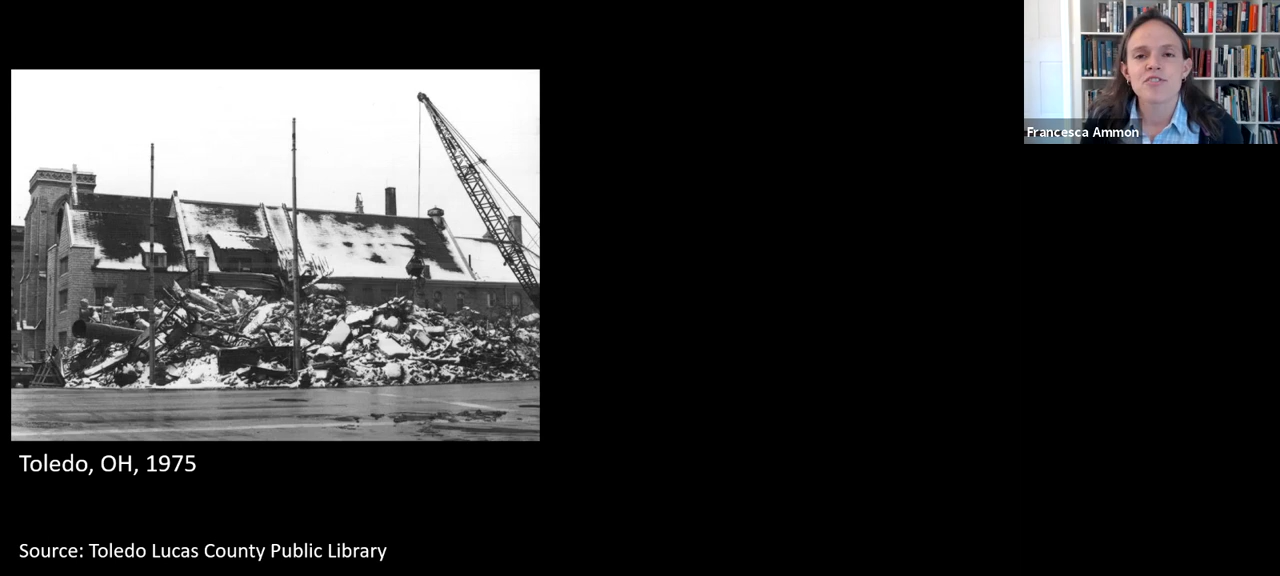 Francesca Ammon
Toledo, OH, 1975
Source: Toledo Lucas County Public Library